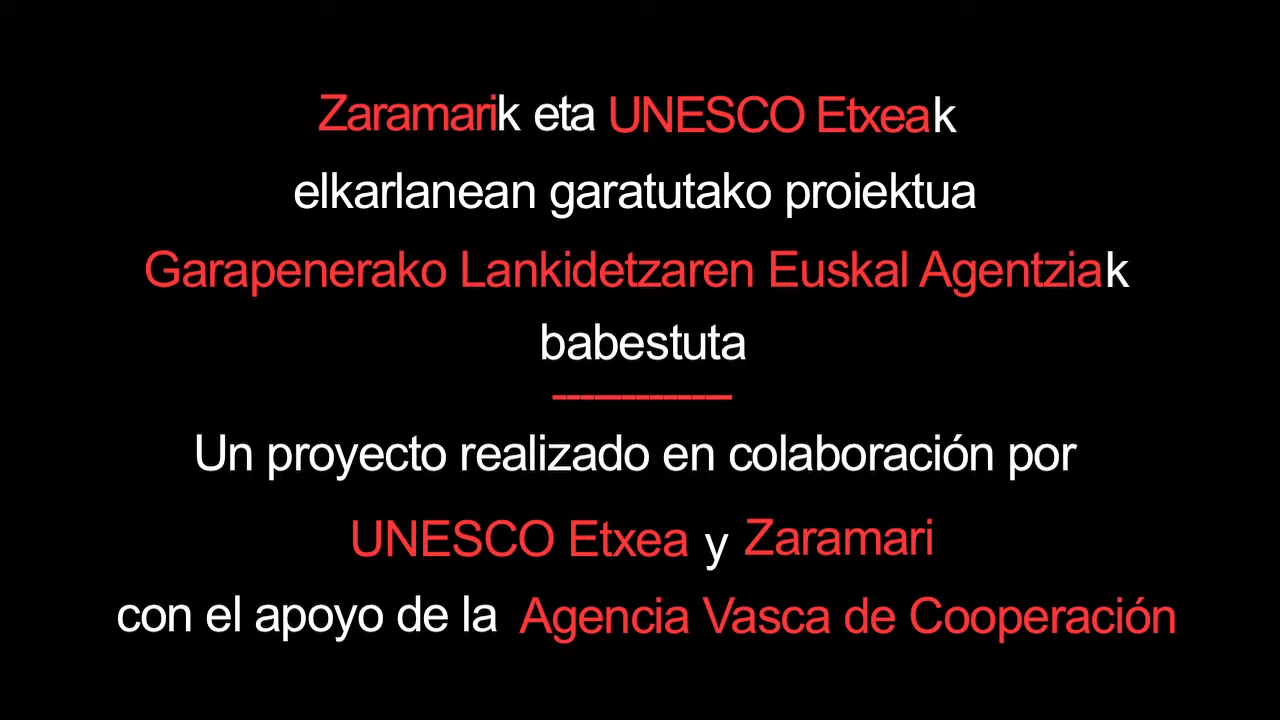 Zaramarik eta UNESCO Etxeak
elkarlanean garatutako proiektua
Garapenerako Lankidetzaren Euskal Agentziak
babestuta
-------------
Un proyecto realizado en colaboración por
UNESCO Etxea y Zaramari
con el apoyo de la Agencia Vasca de Cooperación